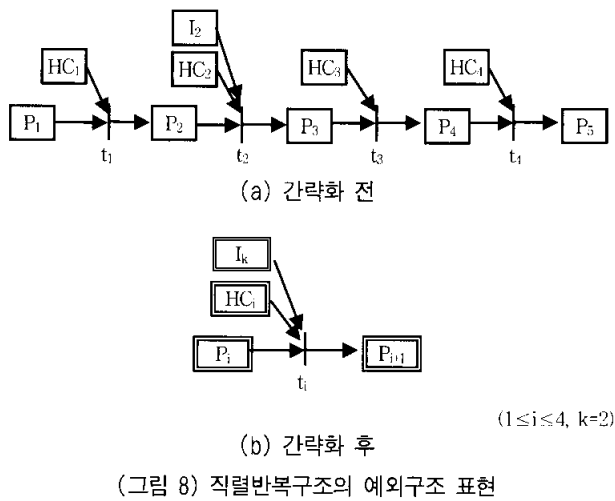 I₂
HC₁ HC₂ HC₃ HC₄
P₁ P₂ P₃ P₄ P₅
t₁ t₂ t₃ t₄
(a) 간략화 전
Iₖ
HCᵢ
Pᵢ Pᵢ₊₁
tᵢ
(1≤i≤4, k=2)
(b) 간략화 후
(그림 8) 직렬반복구조의 예외구조 표현